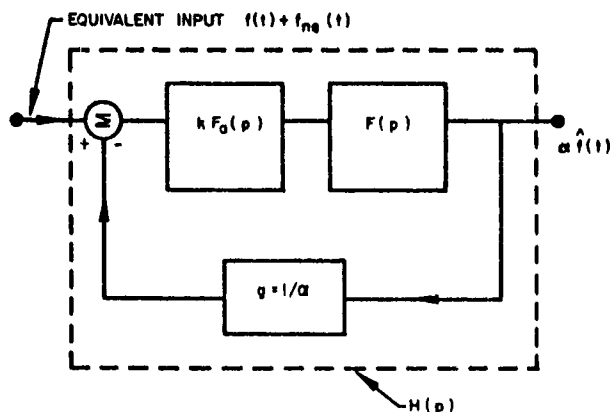 EQUIVALENT INPUT f(t) + f_ne(t)
Σ
+ -
k F_a(p)
F(p)
α f̂(t)
g = 1/α
H(p)